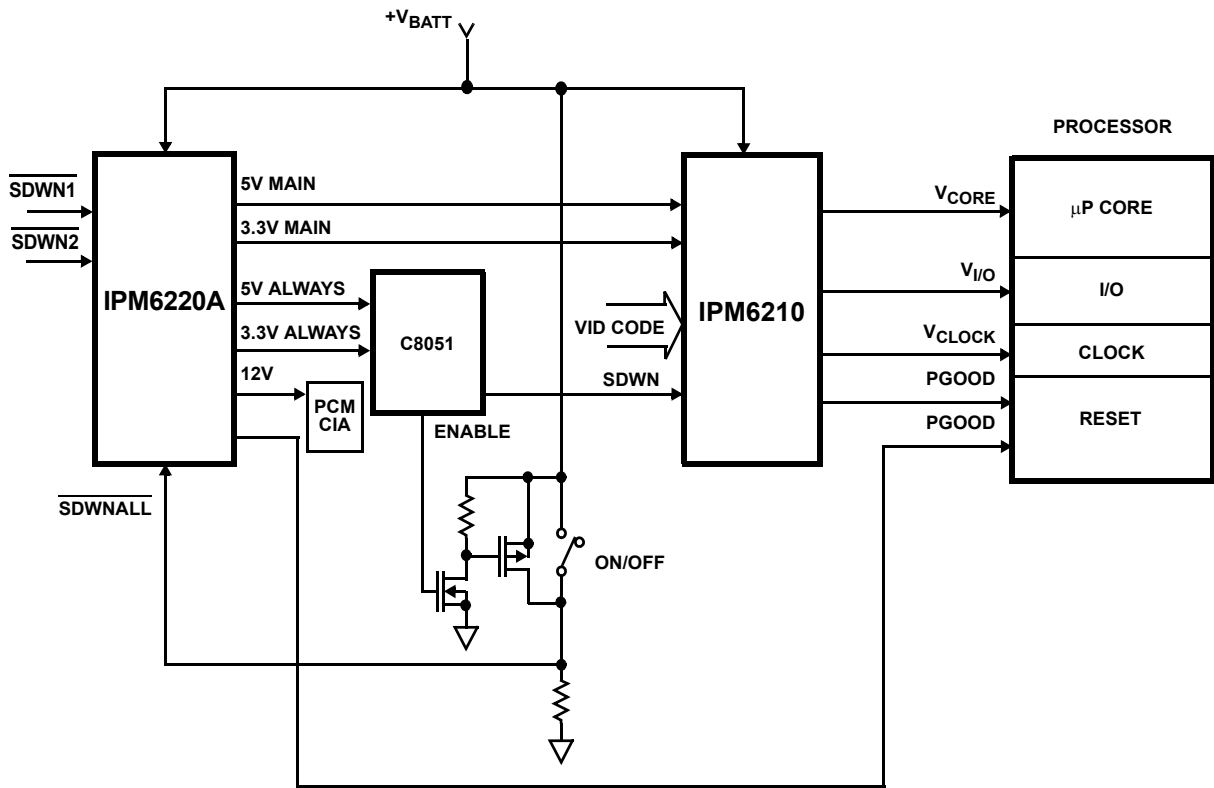 +VBATT
PROCESSOR
SDWN1
SDWN2
IPM6220A
5V MAIN
3.3V MAIN
5V ALWAYS
3.3V ALWAYS
12V
PCM
CIA
C8051
ENABLE
SDWN
VID CODE
IPM6210
VCORE
VI/O
VCLOCK
PGOOD
PGOOD
μP CORE
I/O
CLOCK
RESET
SDWNALL
ON/OFF